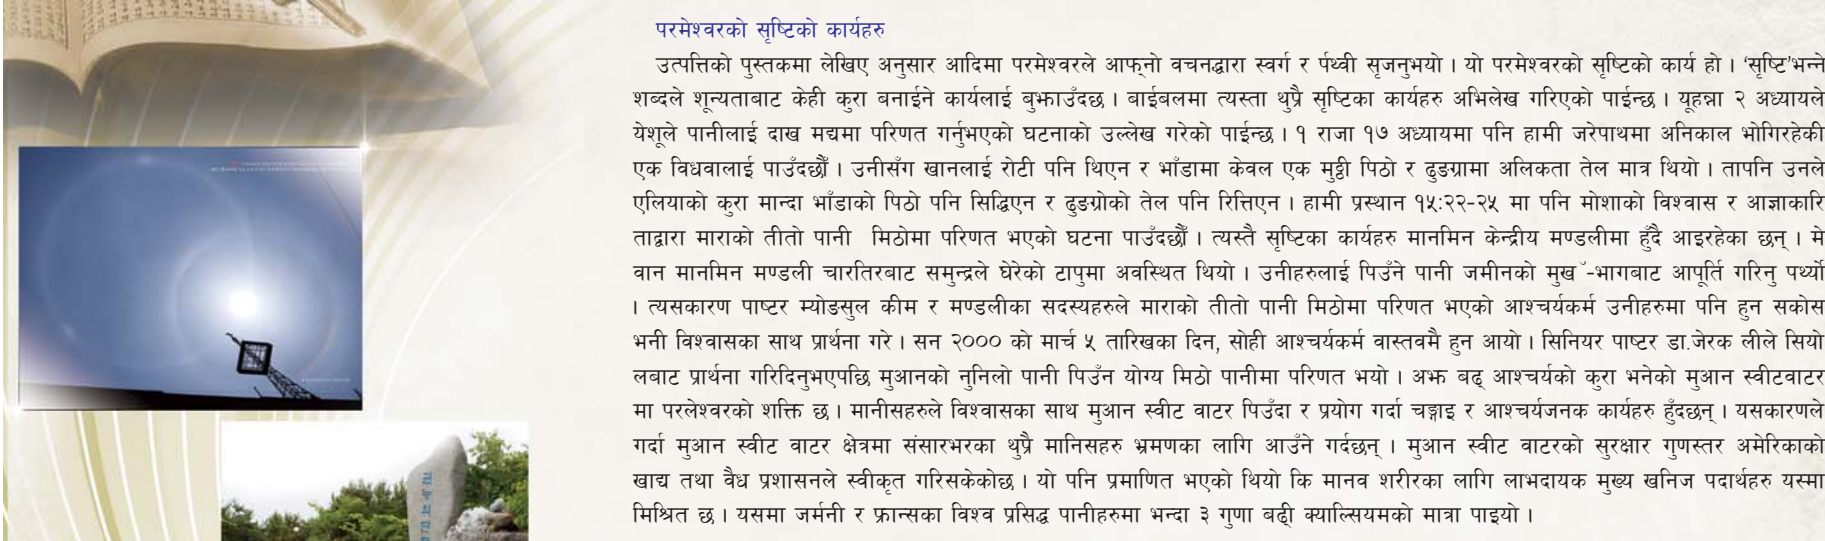 परमेश्वरको सृष्टिको कार्यहरु
उत्पत्तिको पुस्तकमा लेखिए अनुसार आदिमा परमेश्वरले आफ्नो वचनद्धारा स्वर्ग र र्पथ्वी सृजनुभयो । यो परमेश्वरको सृष्टिको कार्य हो । ‘सृष्टि’भन्ने
शब्दले शून्यताबाट केही कुरा बनाईने कार्यलाई बुझाउँदछ । बाईबलमा त्यस्ता थुप्रै सृष्टिका कार्यहरु अभिलेख गरिएको पाईन्छ । यूहन्ना २ अध्यायले
येशूले पानीलाई दाख मद्यमा परिणत गर्नुभएको घटनाको उल्लेख गरेको पाईन्छ । १ राजा १७ अध्यायमा पनि हामी जरेपाथमा अनिकाल भोगिरहेकी
एक विधवालाई पाउँदछौँ । उनीसँग खानलाई रोटी पनि थिएन र भाँडामा केवल एक मुठ्ठी पिठो र ढुङग्रामा अलिकता तेल मात्र थियो । तापनि उनले
एलियाको कुरा मान्दा भाँडाको पिठो पनि सिद्धिएन र ढुङग्रोको तेल पनि रित्तिएन । हामी प्रस्थान १५:२२-२५ मा पनि मोशाको विश्वास र आज्ञाकारि
ताद्वारा माराको तीतो पानी मिठोमा परिणत भएको घटना पाउँदछौँ । त्यस्तै सृष्टिका कार्यहरु मानमिन केन्द्रीय मण्डलीमा हुँदै आइरहेका छन् । मे
वान मानमिन मण्डली चारतिरबाट समुन्द्रले घेरेको टापुमा अवस्थित थियो । उनीहरुलाई पिउँने पानी जमीनको मुख ॅ-भागबाट आपूर्ति गरिनु पर्थ्यो
। त्यसकारण पाष्टर म्योङसुल कीम र मण्डलीका सदस्यहरुले माराको तीतो पानी मिठोमा परिणत भएको आश्चर्यकर्म उनीहरुमा पनि हुन सकोस
भनी विश्वासका साथ प्रार्थना गरे । सन २००० को मार्च ५ तारिखका दिन, सोही आश्चर्यकर्म वास्तवमै हुन आयो । सिनियर पाष्टर डा.जेरक लीले सियो
लबाट प्रार्थना गरिदिनुभएपछि मुआनको नुनिलो पानी पिउँन योग्य मिठो पानीमा परिणत भयो । अझ बढ् आश्चर्यको कुरा भनेको मुआन स्वीटवाटर
मा परलेश्वरको शक्ति छ । मानीसहरुले विश्वासका साथ मुआन स्वीट वाटर पिउँदा र प्रयोग गर्दा चङ्गाइ र आश्चर्यजनक कार्यहरु हुँदछन् । यसकारणले
गर्दा मुआन स्वीट वाटर क्षेत्रमा संसारभरका थुप्रै मानिसहरु भ्रमणका लागि आउँने गर्दछन् । मुआन स्वीट वाटरको सुरक्षार गुणस्तर अमेरिकाको
खाद्य तथा वैध प्रशासनले स्वीकृत गरिसकेकोछ । यो पनि प्रमाणित भएको थियो कि मानव शरीरका लागि लाभदायक मुख्य खनिज पदार्थहरु यस्मा
मिश्रित छ । यसमा जर्मनी र फ्रान्सका विश्व प्रसिद्ध पानीहरुमा भन्दा ३ गुणा बढी् क्याल्सियमको मात्रा पाइयो ।